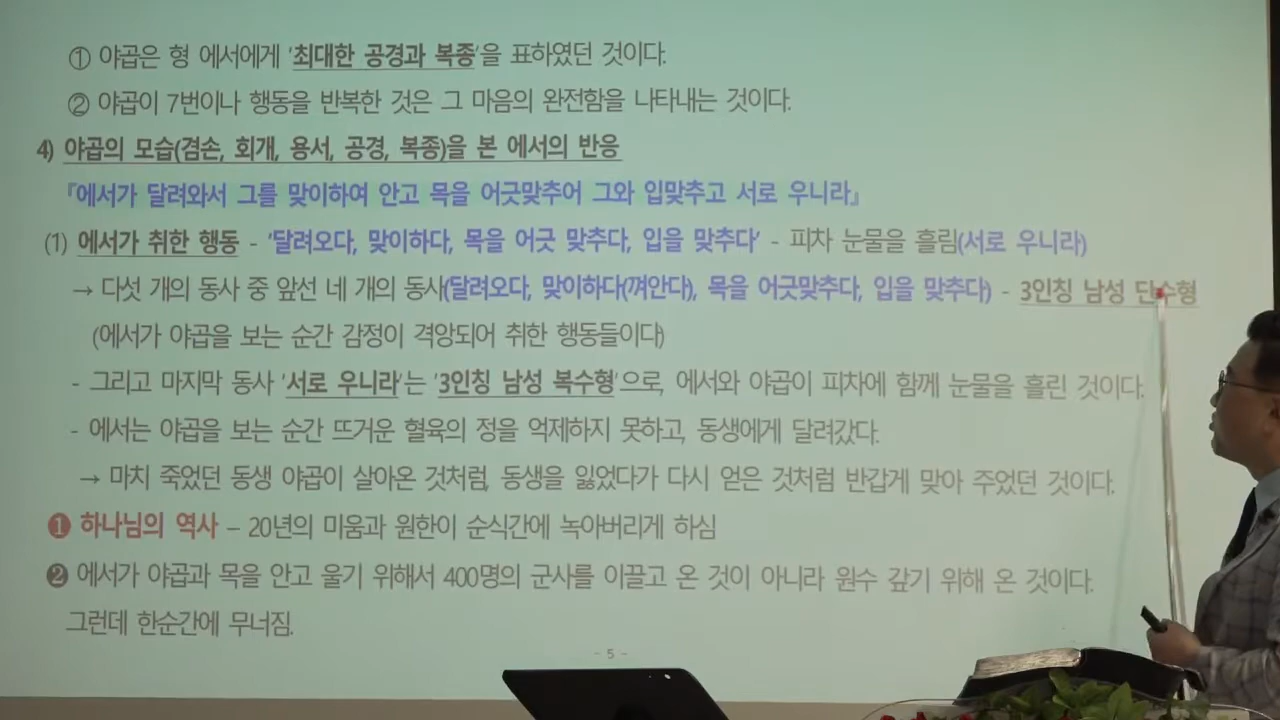 ① 야곱은 형 에서에게 '최대한 공경과 복종'을 표하였던 것이다.
② 야곱이 7번이나 행동을 반복한 것은 그 마음의 완전함을 나타내는 것이다.
4) 야곱의 모습(겸손, 회개, 용서, 공경, 복종)을 본 에서의 반응
『에서가 달려와서 그를 맞이하여 안고 목을 어긋맞추어 그와 입맞추고 서로 우니라』
(1) 에서가 취한 행동 - '달려오다, 맞이하다, 목을 어긋 맞추다, 입을 맞추다' - 피차 눈물을 흘림(서로 우니라)
→ 다섯 개의 동사 중 앞선 네 개의 동사(달려오다, 맞이하다(껴안다), 목을 어긋맞추다, 입을 맞추다) - 3인칭 남성 단수형
(에서가 야곱을 보는 순간 감정이 격앙되어 취한 행동들이다)
- 그리고 마지막 동사 '서로 우니라'는 '3인칭 남성 복수형'으로, 에서와 야곱이 피차에 함께 눈물을 흘린 것이다.
- 에서는 야곱을 보는 순간 뜨거운 혈육의 정을 억제하지 못하고, 동생에게 달려갔다.
→ 마치 죽었던 동생 야곱이 살아온 것처럼, 동생을 잃었다가 다시 얻은 것처럼 반갑게 맞아 주었던 것이다.
❶ 하나님의 역사 – 20년의 미움과 원한이 순식간에 녹아버리게 하심
❷ 에서가 야곱과 목을 안고 울기 위해서 400명의 군사를 이끌고 온 것이 아니라 원수 갚기 위해 온 것이다.
그런데 한순간에 무너짐.
- 5 -